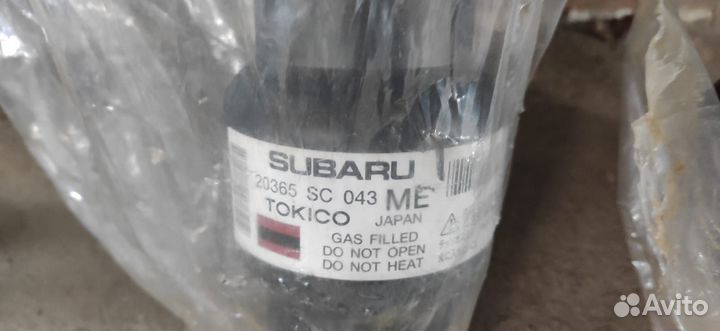 SUBARU
20365 SC 043 ME
TOKICO JAPAN
GAS FILLED
DO NOT OPEN
DO NOT HEAT
Avito